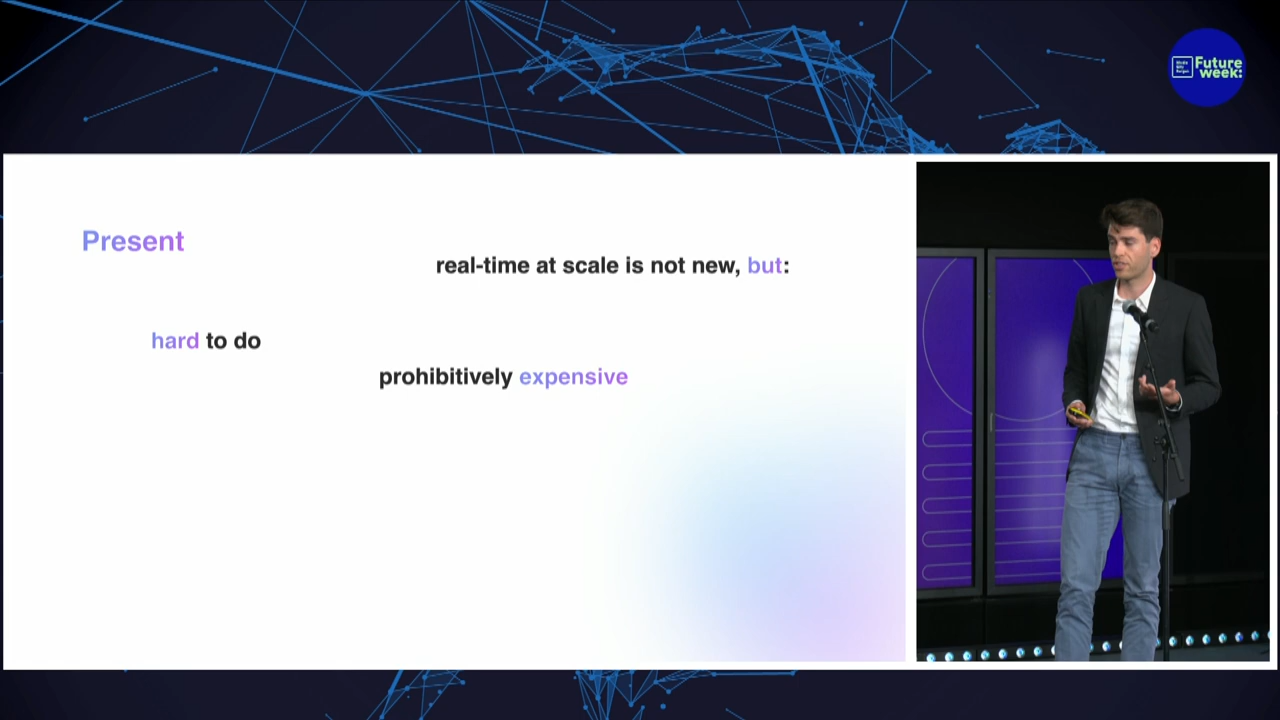 Future
week:
Present
real-time at scale is not new, but:
hard to do
prohibitively expensive